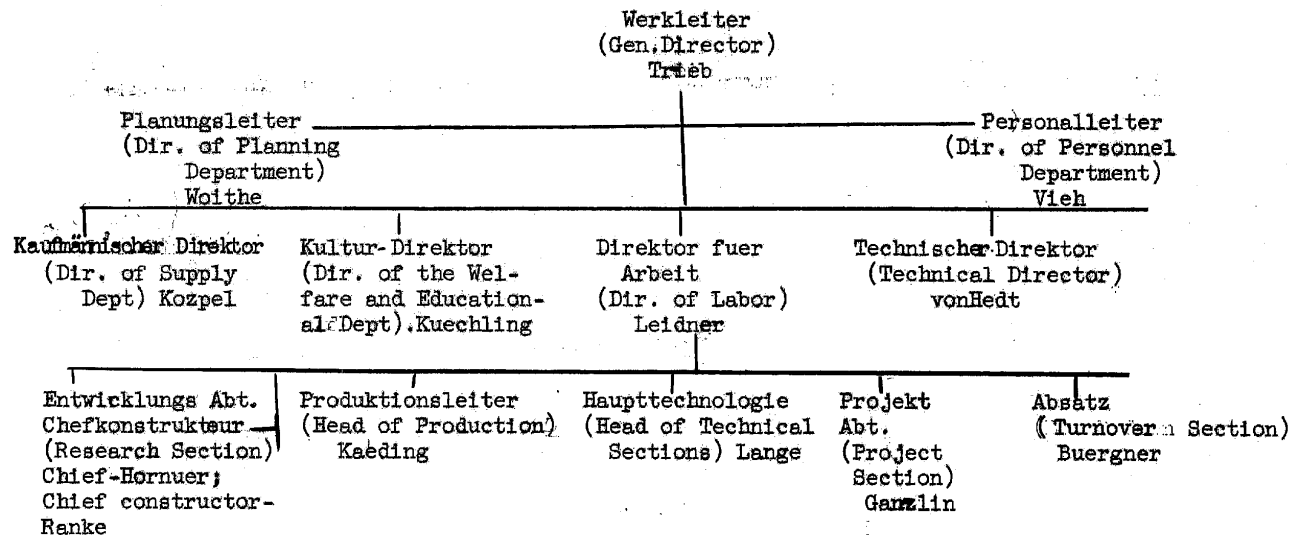 Werkleiter
(Gen.Director)
Trieb
Planungsleiter
(Dir. of Planning
Department)
Woithe
Personalleiter
(Dir. of Personnel
Department)
Vieh
Kaufmärnischer Direktor
(Dir. of Supply
Dept) Kozpel
Kultur-Direktor
(Dir. of the Wel-
fare and Education-
al Dept).Kuechling
Direktor fuer
Arbeit
(Dir. of Labor)
Leidner
Technischer Direktor
(Technical Director)
vonHedt
Entwicklungs Abt.
Chefkonstrukteur
(Research Section)
Chief-Hornuer;
Chief constructor-
Ranke
Produktionsleiter
(Head of Production)
Kaeding
Haupttechnologie
(Head of Technical
Sections) Lange
Projekt
Abt.
(Project
Section)
Ganzlin
Absatz
(Turnover Section)
Buergner